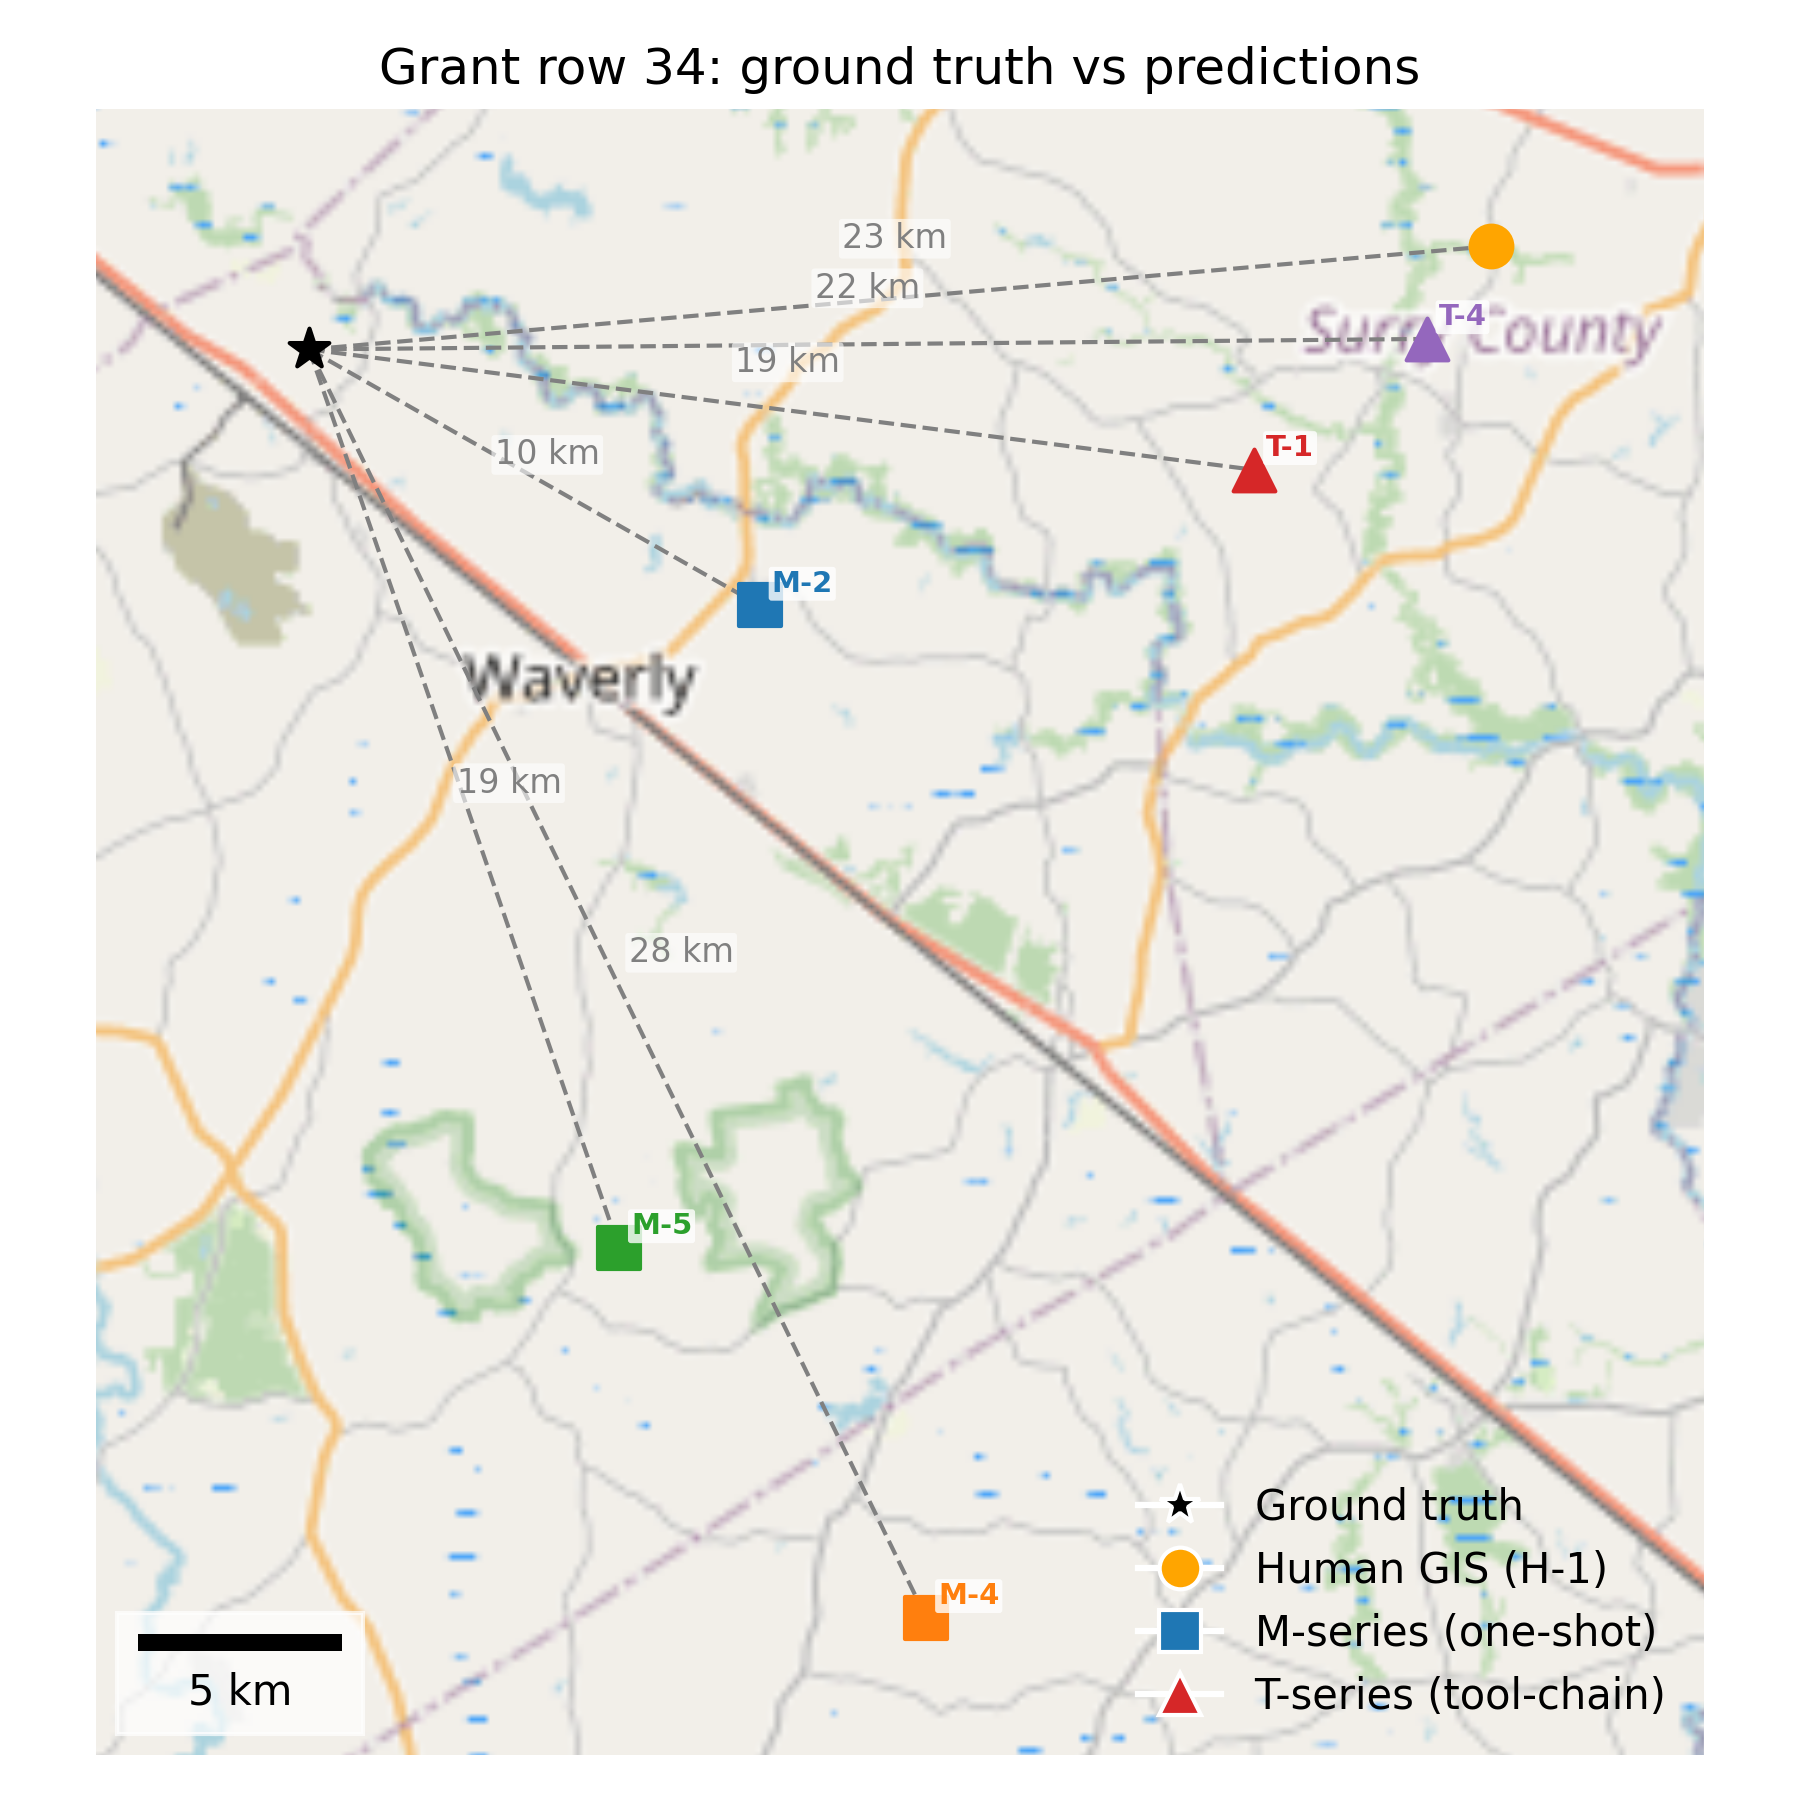 Grant row 34: ground truth vs predictions
23 km
22 km
Surry County
T-4
19 km
T-1
10 km
M-2
Waverly
19 km
28 km
M-5
M-4
Ground truth
Human GIS (H-1)
M-series (one-shot)
T-series (tool-chain)
5 km